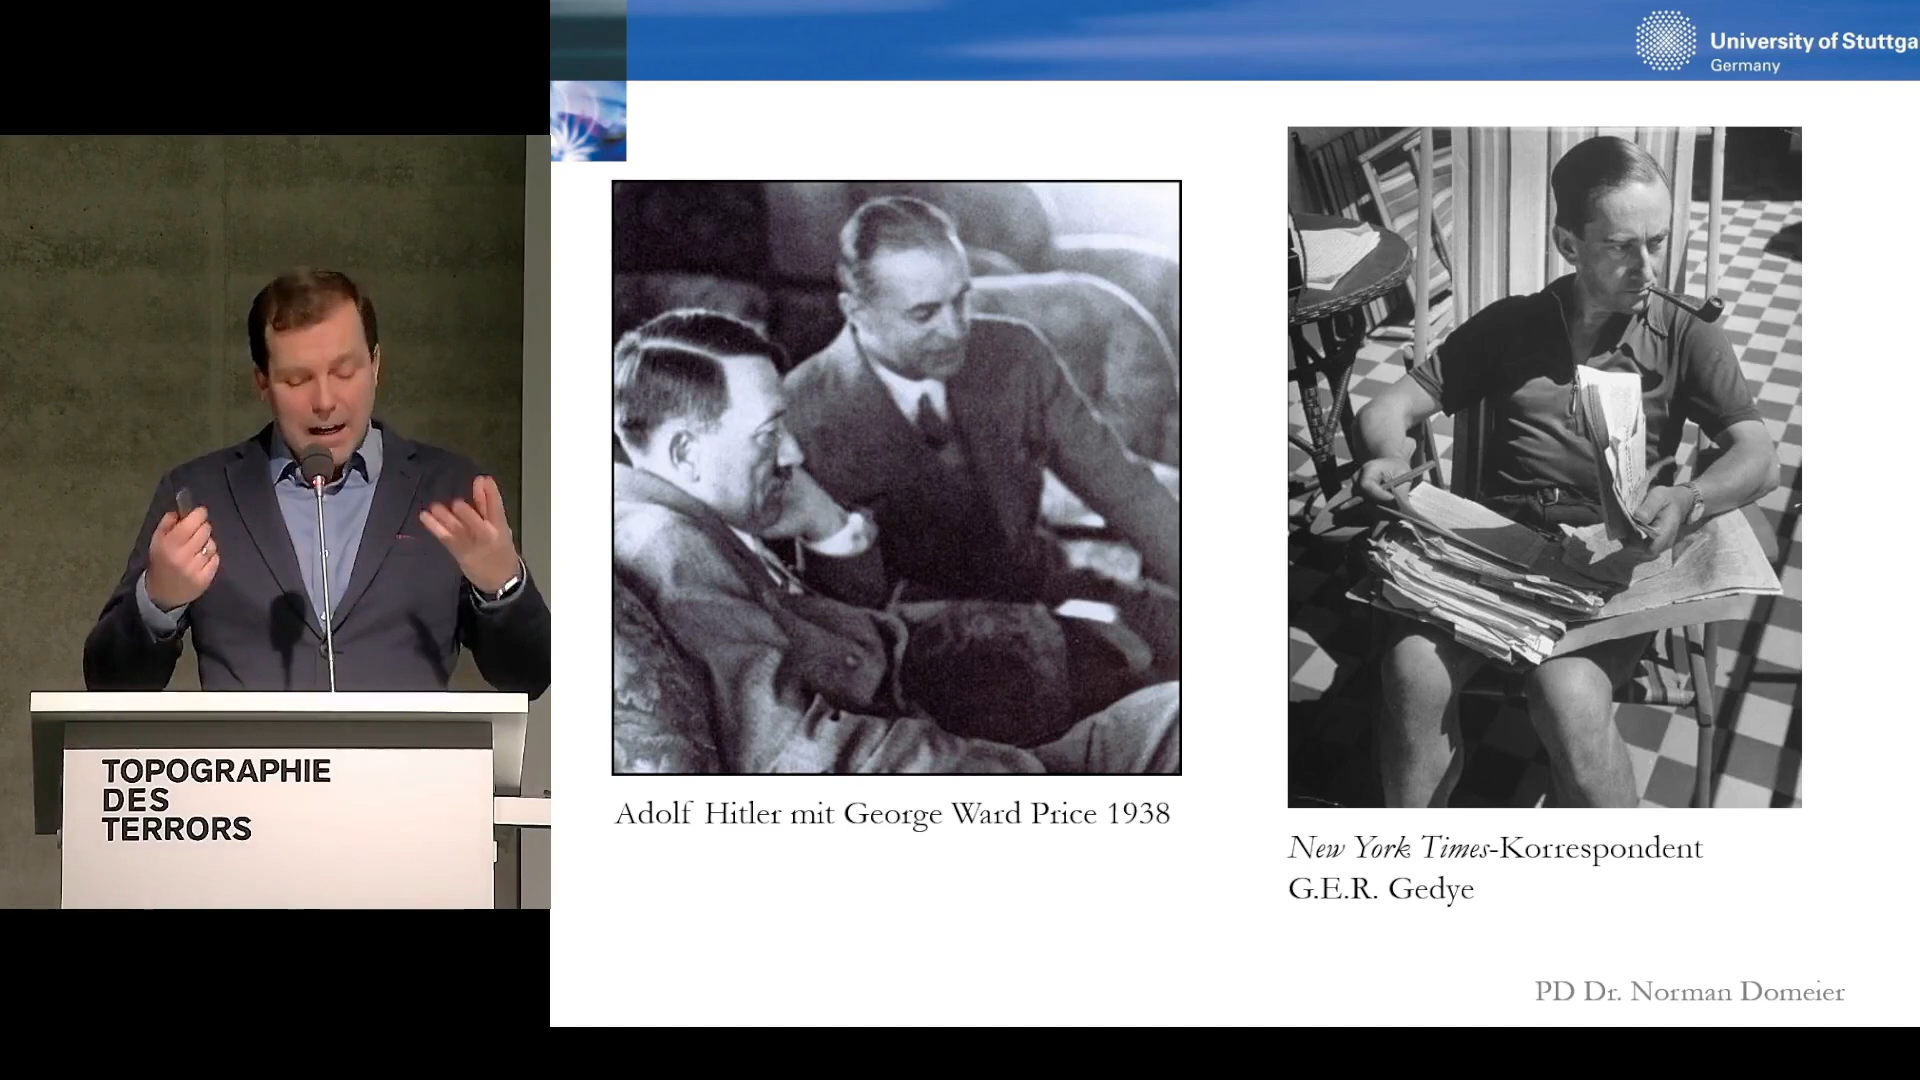 University of Stuttga
Germany
Adolf Hitler mit George Ward Price 1938
New York Times-Korrespondent
G.E.R. Gedye
PD Dr. Norman Domeier
TOPOGRAPHIE
DES
TERRORS